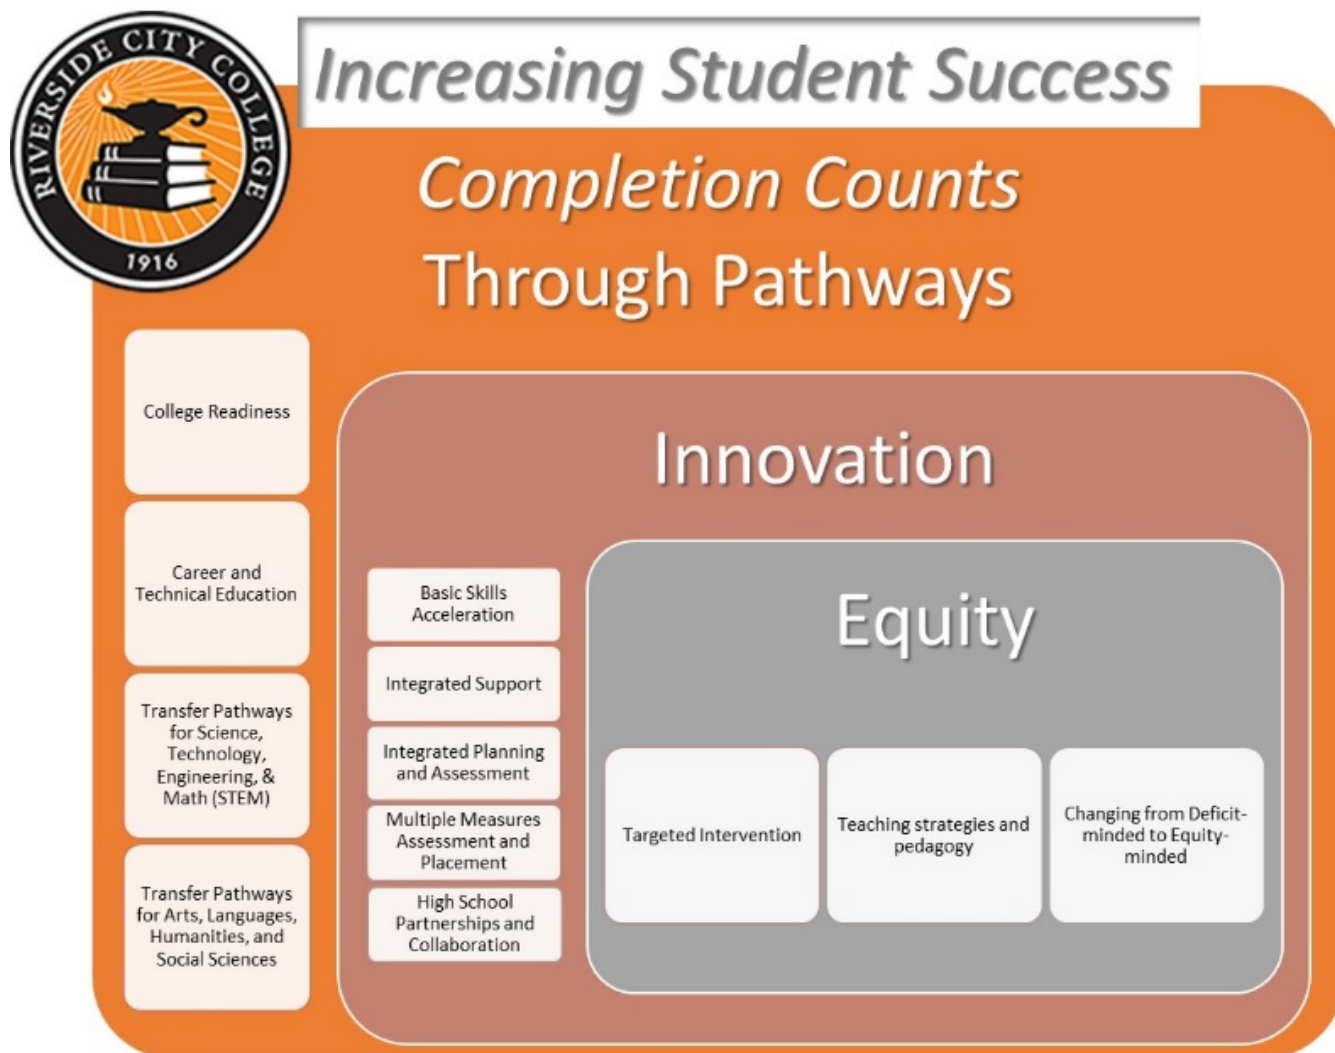 RIVERSIDE CITY COLLEGE
1916
Increasing Student Success
Completion Counts
Through Pathways
College Readiness
Career and
Technical Education
Transfer Pathways
for Science,
Technology,
Engineering, &
Math (STEM)
Transfer Pathways
for Arts, Languages,
Humanities, and
Social Sciences
Innovation
Basic Skills
Acceleration
Integrated Support
Integrated Planning
and Assessment
Multiple Measures
Assessment and
Placement
High School
Partnerships and
Collaboration
Equity
Targeted Intervention
Teaching strategies and
pedagogy
Changing from Deficit-
minded to Equity-
minded